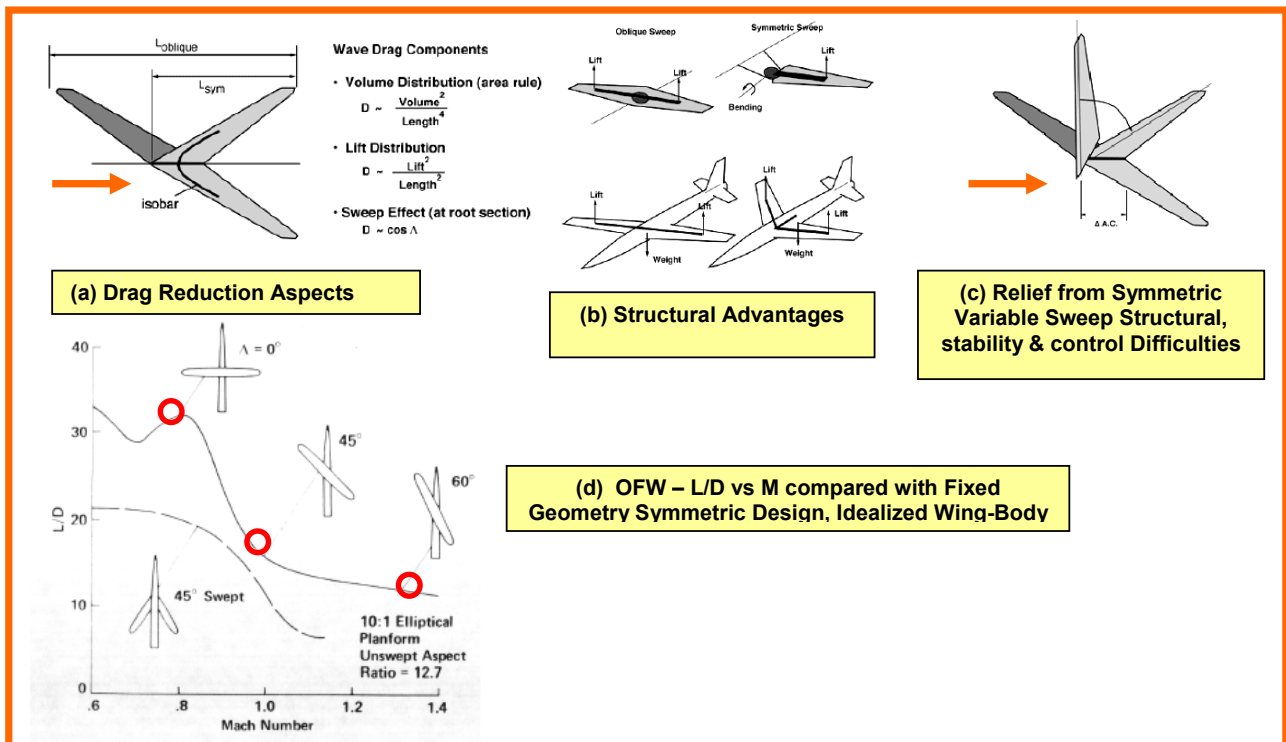 L oblique
L sym
isobar
Wave Drag Components
• Volume Distribution (area rule)
D ~ Volume²
Length⁴
• Lift Distribution
D ~ Lift²
Length²
• Sweep Effect (at root section)
D ~ cos Λ
(a) Drag Reduction Aspects
Oblique Sweep
Symmetric Sweep
Lift
Lift
Lift
Bending
Lift
Lift
Weight
Lift
Lift
Weight
(b) Structural Advantages
Δ A.C.
(c) Relief from Symmetric
Variable Sweep Structural,
stability & control Difficulties
40
30
20
10
0
L/D
.6
.8
1.0
1.2
1.4
Mach Number
Λ = 0°
45°
60°
45° Swept
10:1 Elliptical
Planform
Unswept Aspect
Ratio = 12.7
(d) OFW – L/D vs M compared with Fixed
Geometry Symmetric Design, Idealized Wing-Body